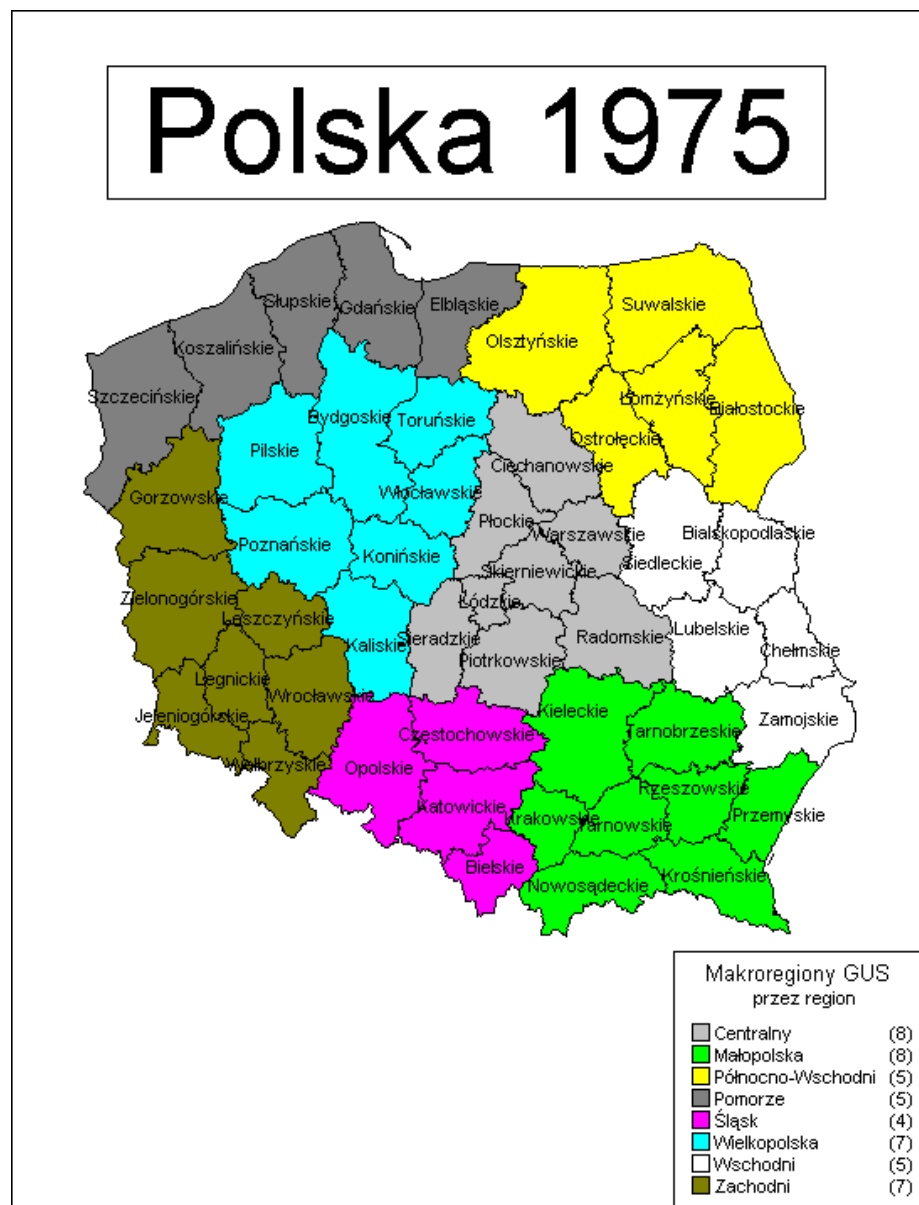 Polska 1975
Słupskie
Gdańskie
Elbląskie
Suwalskie
Koszalińskie
Olsztyńskie
Szczecińskie
Bydgoskie
Toruńskie
Łomżyńskie
Białostockie
Ostrołęckie
Pilskie
Ciechanowskie
Gorzowskie
Włocławskie
Płockie
Warszawskie
Bialskopodlaskie
Poznańskie
Konińskie
Siedleckie
Skierniewickie
Zielonogórskie
Łódzkie
Leszczyńskie
Kaliskie
Sieradzkie
Radomskie
Lubelskie
Chełmskie
Piotrkowskie
Legnickie
Wrocławskie
Jeleniogórskie
Kieleckie
Zamojskie
Częstochowskie
Tarnobrzeskie
Wałbrzyskie
Opolskie
Rzeszowskie
Katowickie
Krakowskie
Tarnowskie
Przemyskie
Bielskie
Nowosądeckie
Krośnieńskie
Makroregiony GUS
przez region
Centralny (8)
Małopolska (8)
Północno-Wschodni (5)
Pomorze (5)
Śląsk (4)
Wielkopolska (7)
Wschodni (5)
Zachodni (7)